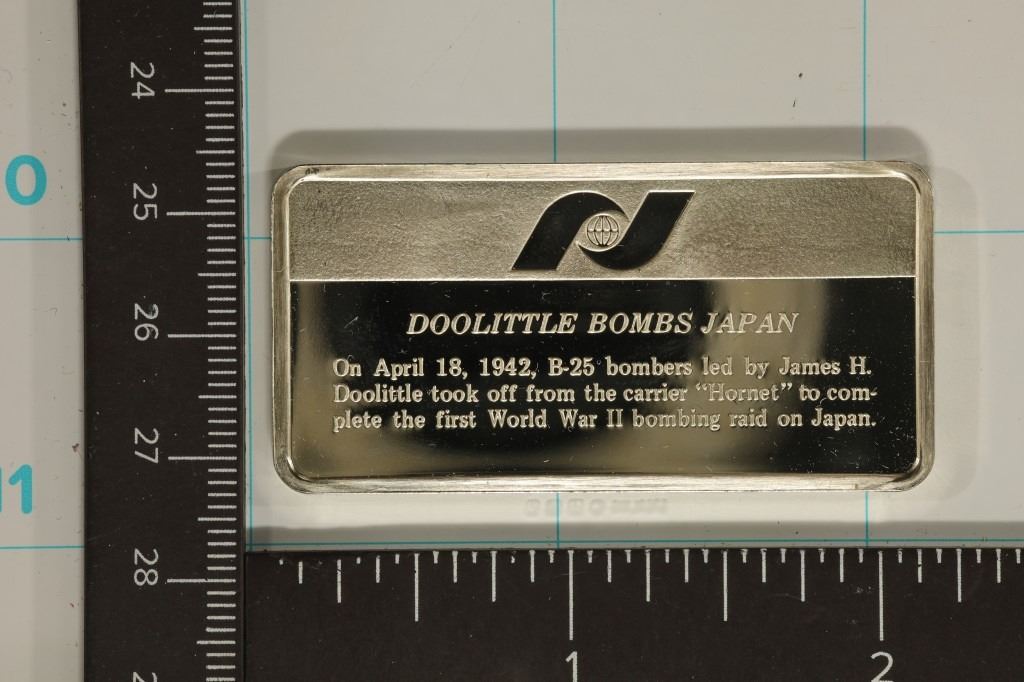 DOOLITTLE BOMBS JAPAN
On April 18, 1942, B-25 bombers led by James H.
Doolittle took off from the carrier “Hornet” to com-
plete the first World War II bombing raid on Japan.
24
25
26
27
28
0
11
1
2